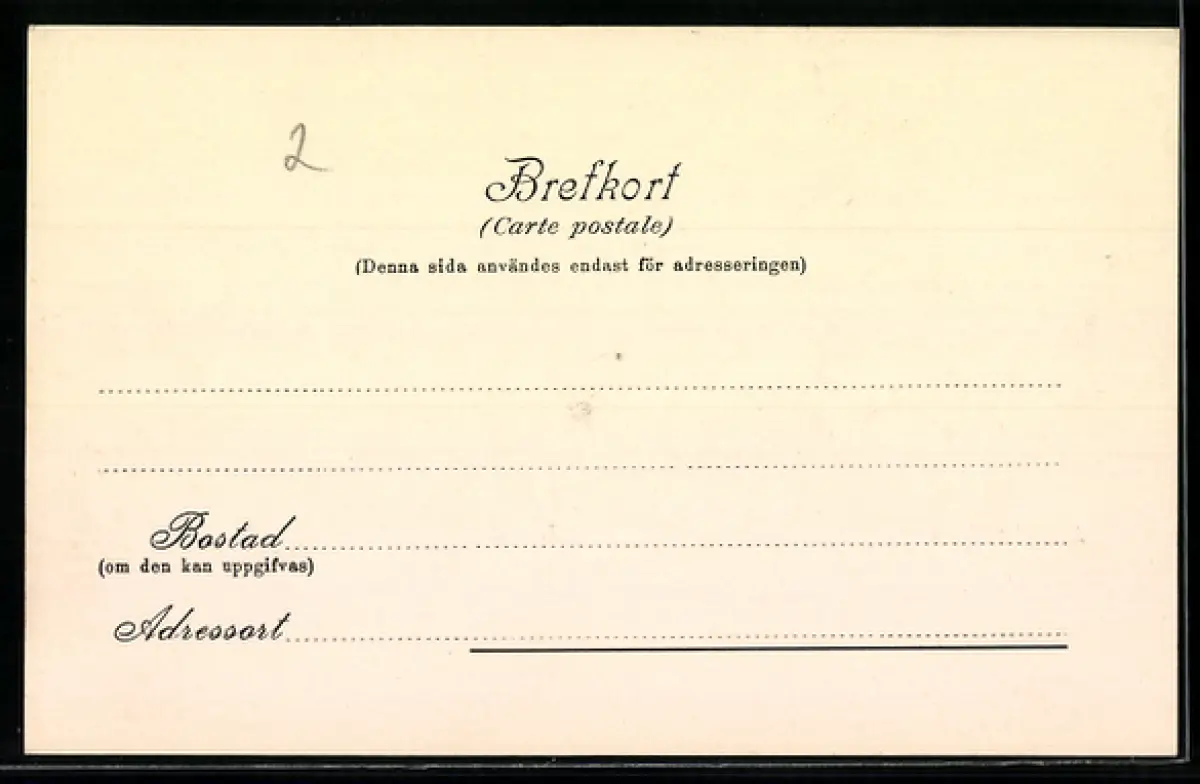 2
Brefkort
(Carte postale)
(Denna sida användes endast för adresseringen)
Bostad
(om den kan uppgifvas)
Adressort